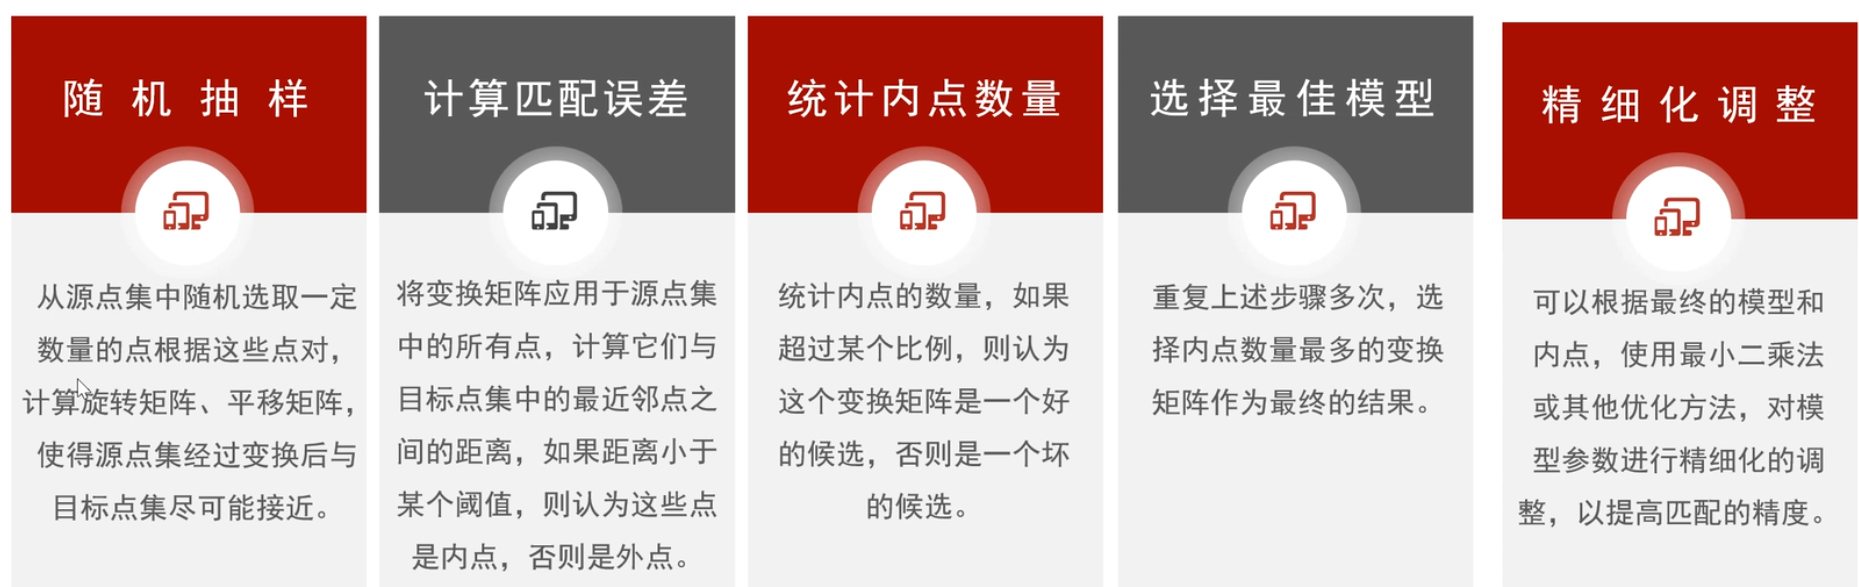 随机抽样
从源点集中随机选取一定
数量的点根据这些点对，
计算旋转矩阵、平移矩阵，
使得源点集经过变换后与
目标点集尽可能接近。
计算匹配误差
将变换矩阵应用于源点集
中的所有点，计算它们与
目标点集中的最近邻点之
间的距离，如果距离小于
某个阈值，则认为这些点
是内点，否则是外点。
统计内点数量
统计内点的数量，如果
超过某个比例，则认为
这个变换矩阵是一个好
的候选，否则是一个坏
的候选。
选择最佳模型
重复上述步骤多次，选
择内点数量最多的变换
矩阵作为最终的结果。
精细化调整
可以根据最终的模型和
内点，使用最小二乘法
或其他优化方法，对模
型参数进行精细化的调
整，以提高匹配的精度。